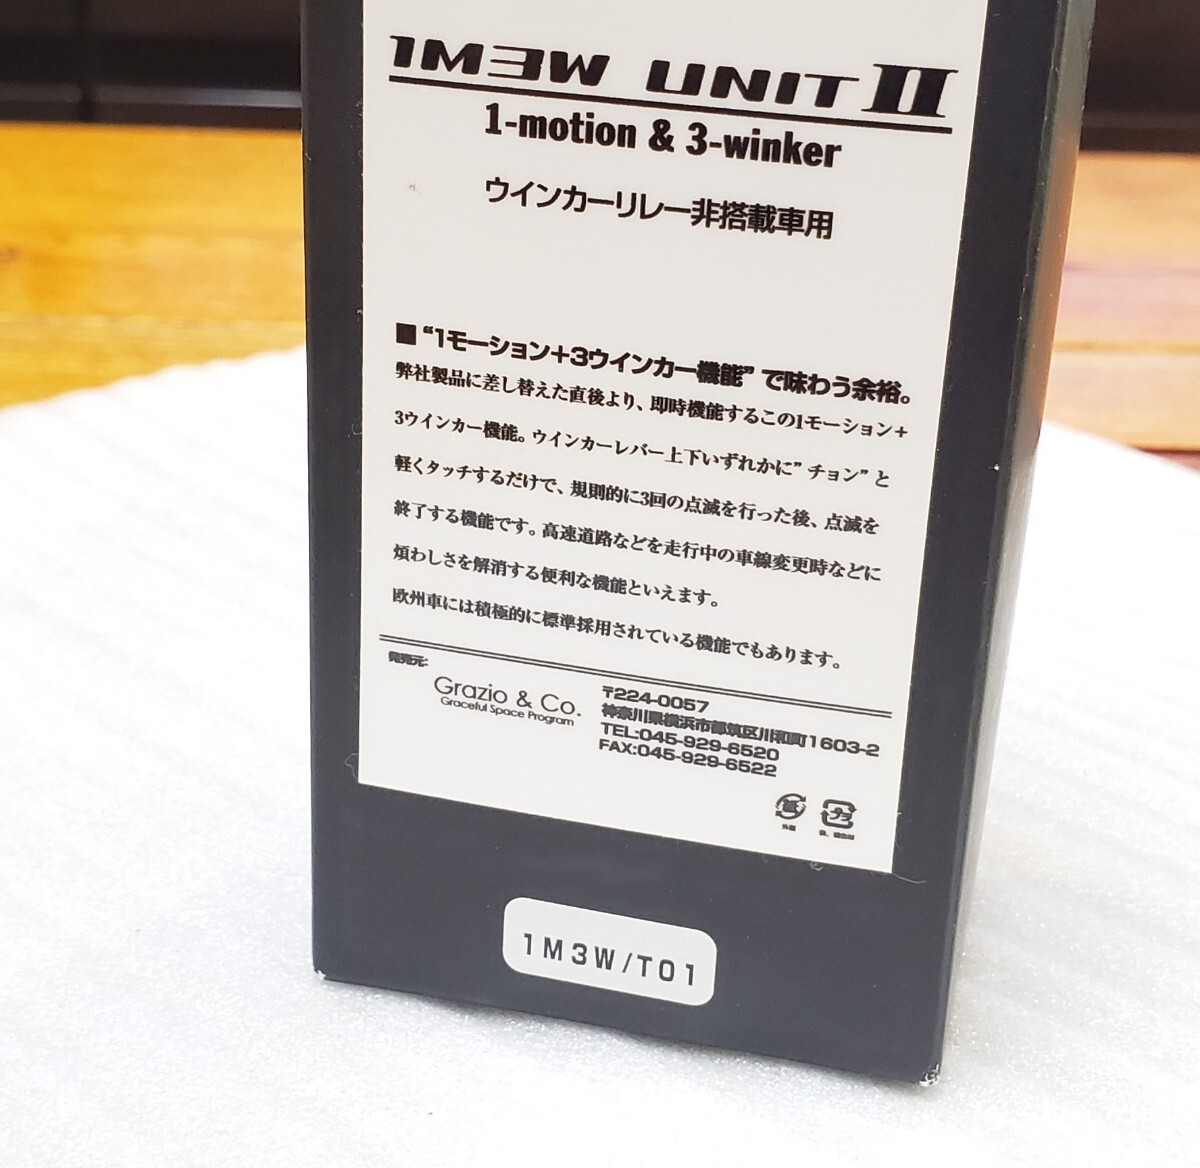 1M3W UNIT II
1-motion & 3-winker
ウインカーリレー非搭載車用
■“1モーション+3ウインカー機能”で味わう余裕。
弊社製品に差し替えた直後より、即時機能するこの1モーション+
3ウインカー機能。ウインカーレバー上下いずれかに”チョン”と
軽くタッチするだけで、規則的に3回の点滅を行った後、点滅を
終了する機能です。高速道路などを走行中の車線変更時などに
煩わしさを解消する便利な機能といえます。
欧州車には積極的に標準採用されている機能でもあります。
発売元:
Grazio & Co.
Graceful Space Program
〒224-0057
神奈川県横浜市都筑区川和町1603-2
TEL:045-929-6520
FAX:045-929-6522
紙
外箱
プラ
1M3W/T01